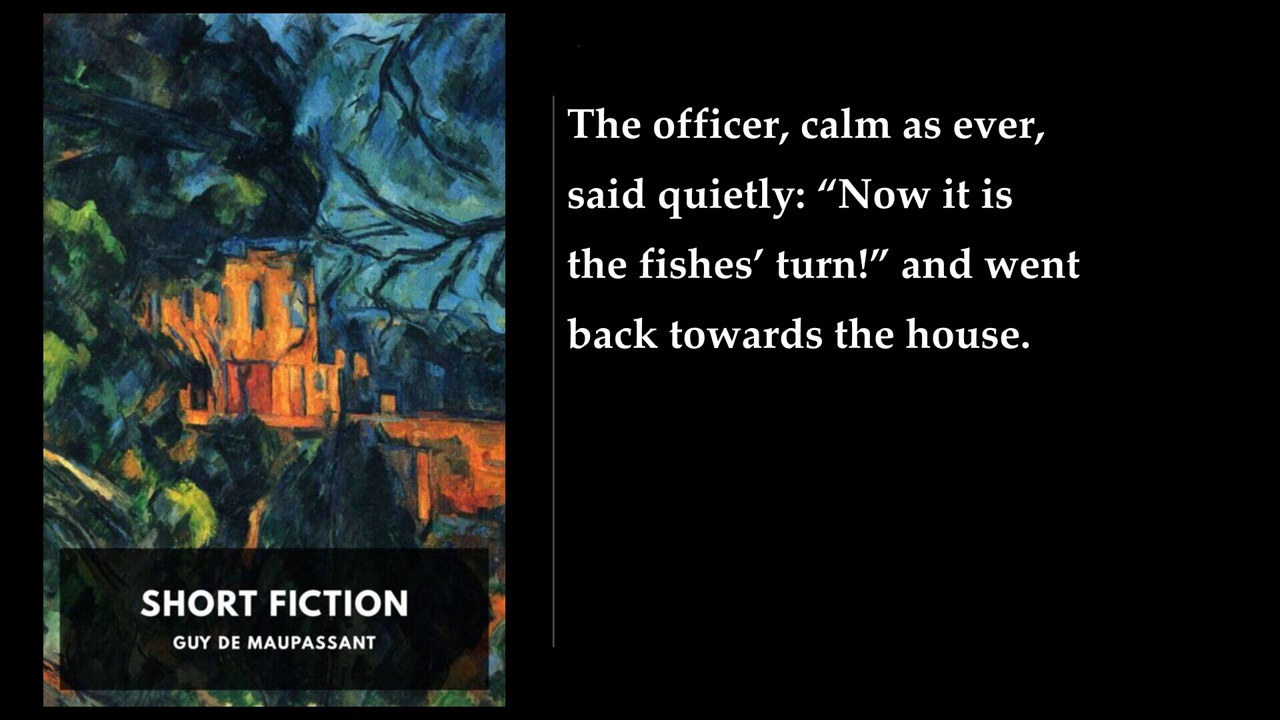 The officer, calm as ever,
said quietly: “Now it is
the fishes’ turn!” and went
back towards the house.
SHORT FICTION
GUY DE MAUPASSANT